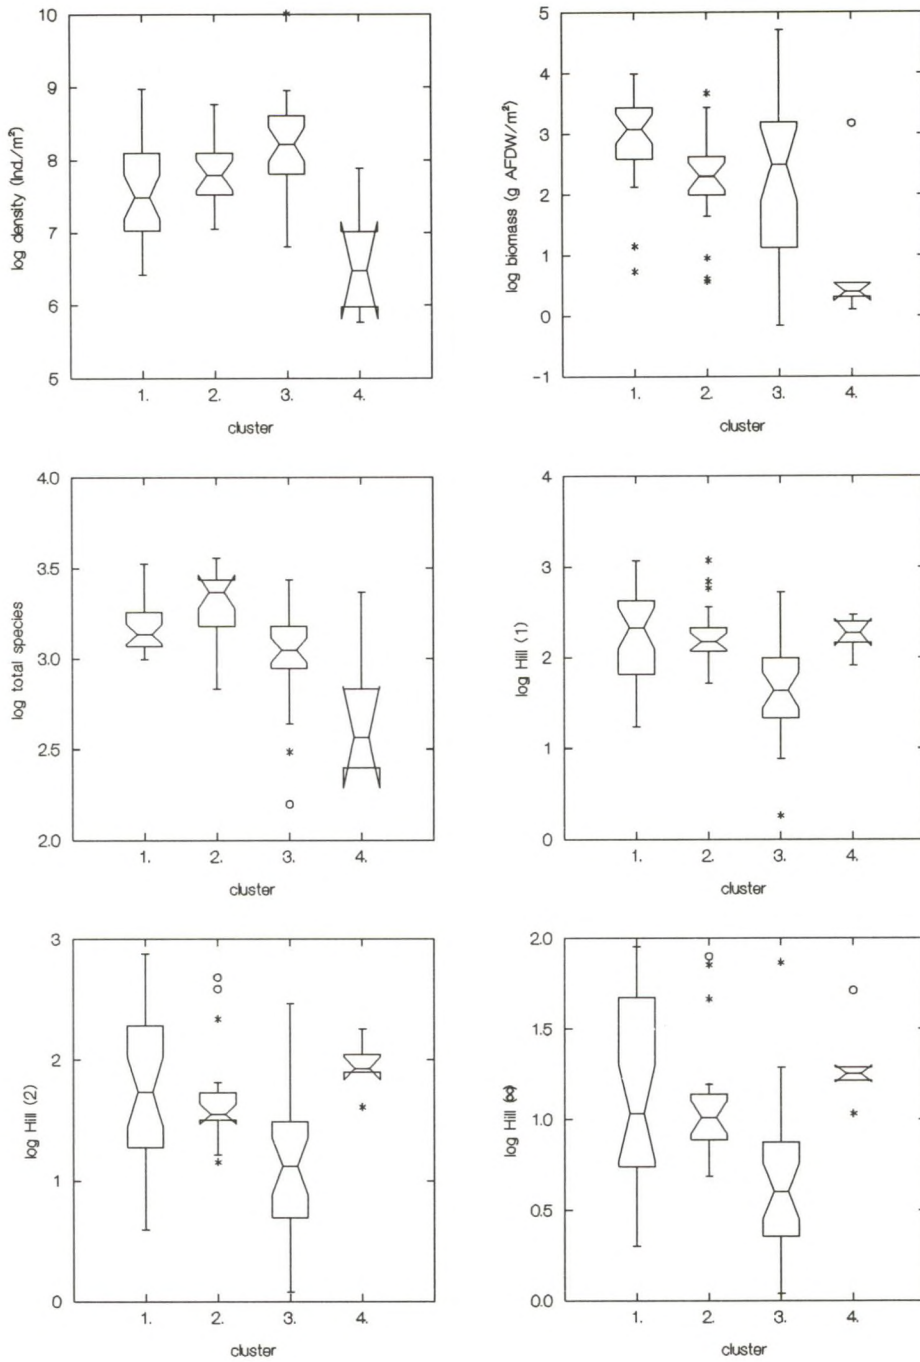 10
9
8
7
6
5
log density (Ind./m²)
1. 2. 3. 4.
cluster
5
4
3
2
1
0
-1
log biomass (g AFDW/m²)
1. 2. 3. 4.
cluster
4.0
3.5
3.0
2.5
2.0
log total species
1. 2. 3. 4.
cluster
4
3
2
1
0
log Hill (1)
1. 2. 3. 4.
cluster
3
2
1
0
log Hill (2)
1. 2. 3. 4.
cluster
2.0
1.5
1.0
0.5
0.0
log Hill (∞)
1. 2. 3. 4.
cluster